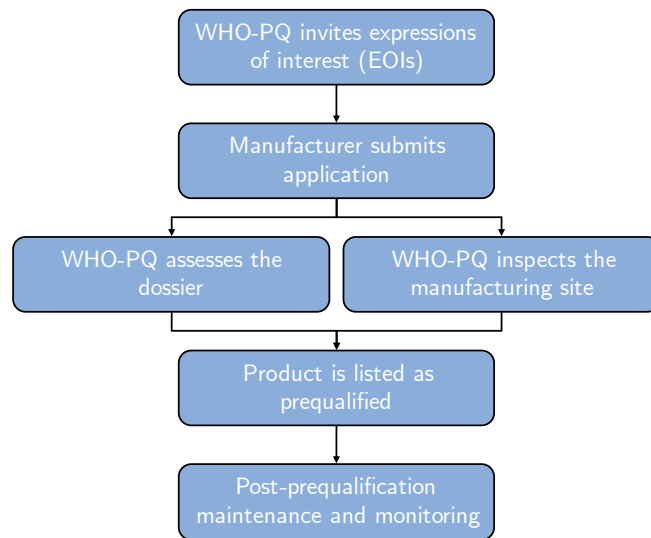 WHO-PQ invites expressions
of interest (EOIs)
Manufacturer submits
application
WHO-PQ assesses the
dossier
WHO-PQ inspects the
manufacturing site
Product is listed as
prequalified
Post-prequalification
maintenance and monitoring